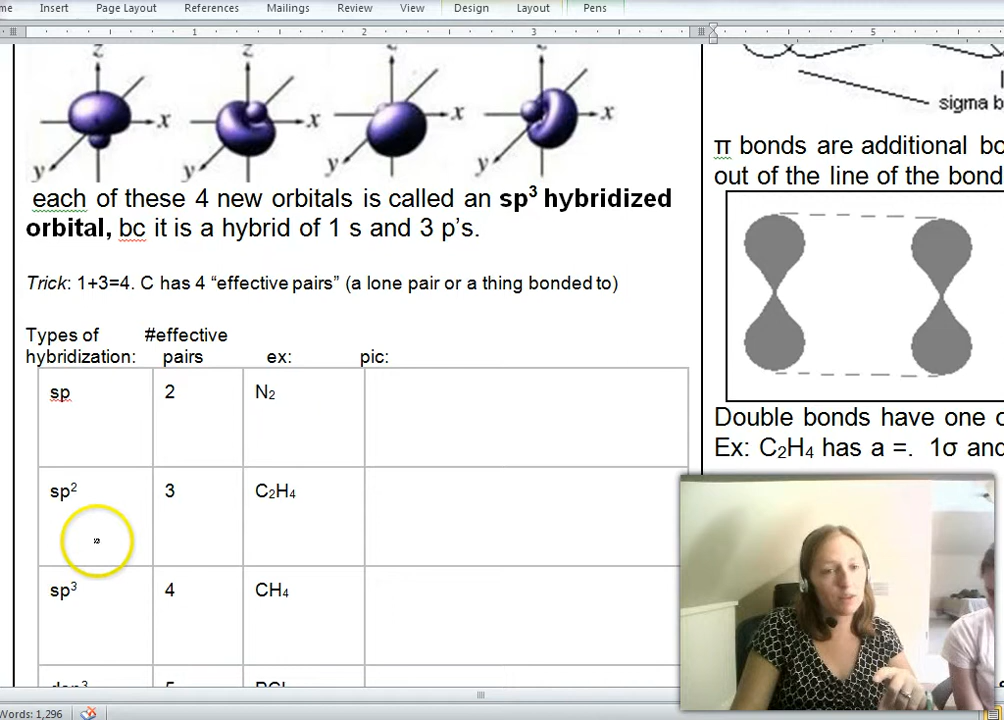 Insert Page Layout References Mailings Review View Design Layout Pens
1 2 3 5
z z
x x x x
y y y y
each of these 4 new orbitals is called an sp³ hybridized
orbital, bc it is a hybrid of 1 s and 3 p's.
Trick: 1+3=4. C has 4 “effective pairs” (a lone pair or a thing bonded to)
Types of #effective
hybridization: pairs ex: pic:
sp 2 N₂
sp² 3 C₂H₄
sp³ 4 CH₄
sigma b
π bonds are additional bo
out of the line of the bond
Double bonds have one o
Ex: C₂H₄ has a =. 1σ and
Words: 1,296